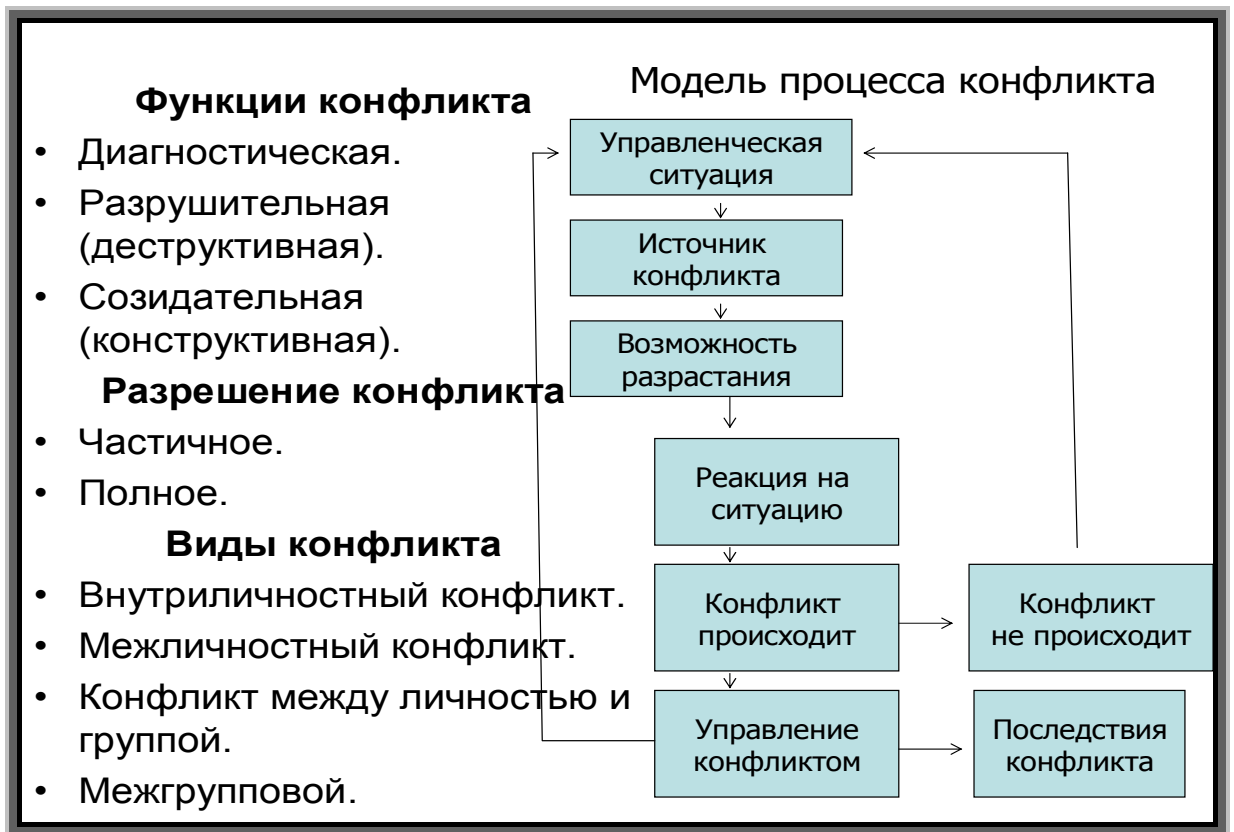 Функции конфликта
• Диагностическая.
• Разрушительная
(деструктивная).
• Созидательная
(конструктивная).
Разрешение конфликта
• Частичное.
• Полное.
Виды конфликта
• Внутриличностный конфликт.
• Межличностный конфликт.
• Конфликт между личностью и
группой.
• Межгрупповой.
Модель процесса конфликта
Управленческая
ситуация
Источник
конфликта
Возможность
разрастания
Реакция на
ситуацию
Конфликт
происходит
Конфликт
не происходит
Управление
конфликтом
Последствия
конфликта